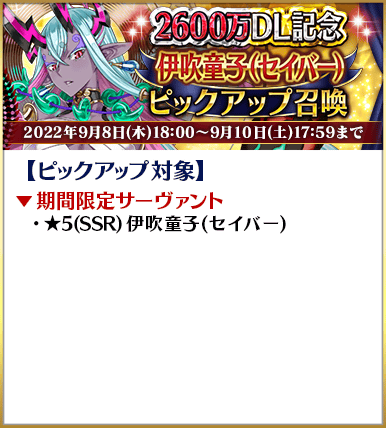 2600万DL記念
伊吹童子(セイバー)
ピックアップ召喚
2022年9月8日(木)18:00～9月10日(土)17:59まで
【ピックアップ対象】
▼期間限定サーヴァント
・★5(SSR) 伊吹童子(セイバー)